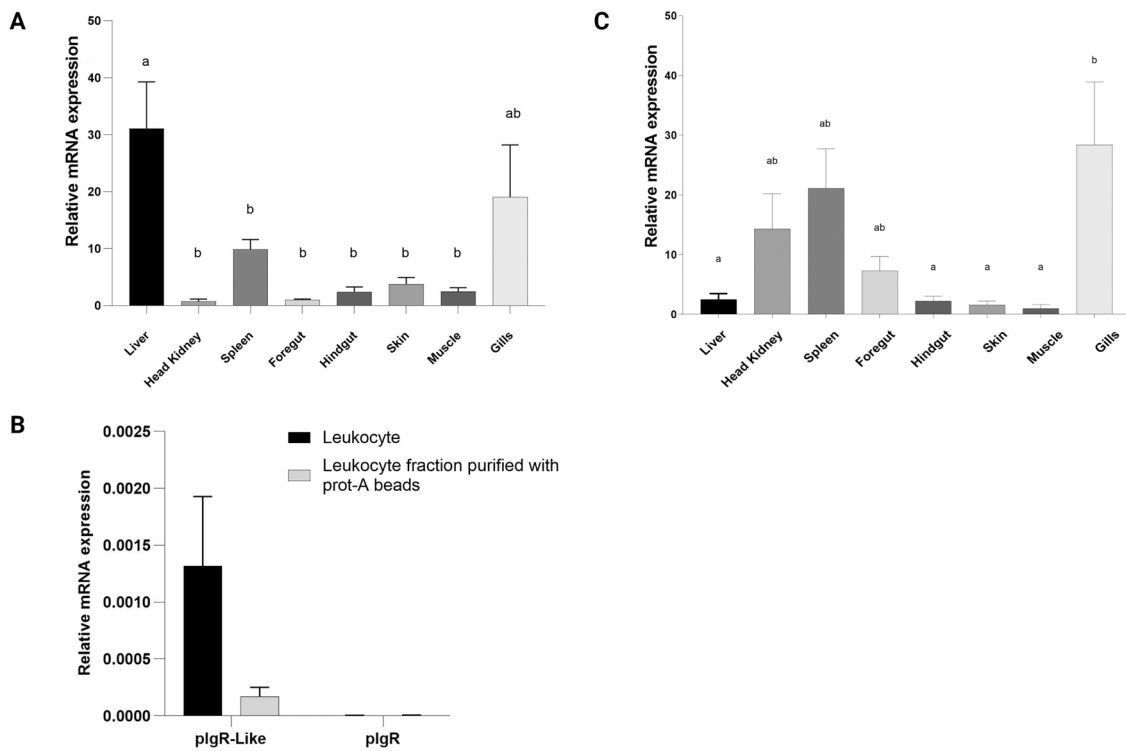 A
Relative mRNA expression
50
40
30
20
10
0
a
b
b
b
b
b
b
ab
Liver
Head Kidney
Spleen
Foregut
Hindgut
Skin
Muscle
Gills
C
Relative mRNA expression
50
40
30
20
10
0
a
ab
ab
ab
a
a
a
b
Liver
Head Kidney
Spleen
Foregut
Hindgut
Skin
Muscle
Gills
B
Relative mRNA expression
0.0025
0.0020
0.0015
0.0010
0.0005
0.0000
Leukocyte
Leukocyte fraction purified with
prot-A beads
pIgR-Like
pIgR